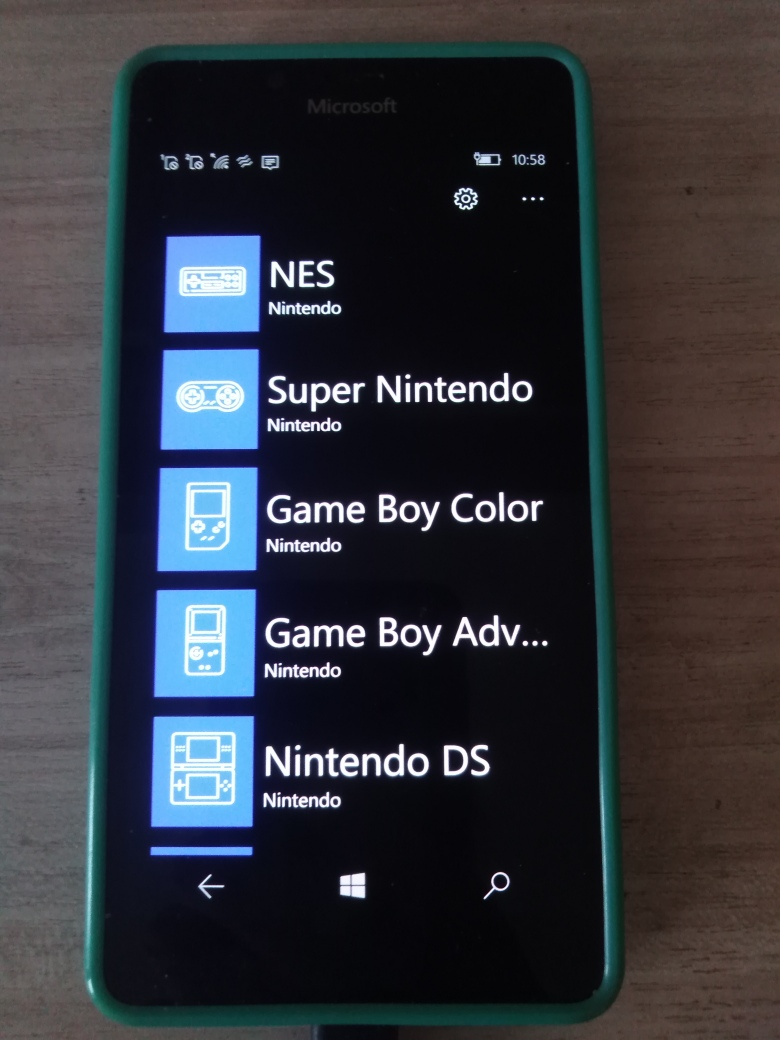 Microsoft
10:58
NES
Nintendo
Super Nintendo
Nintendo
Game Boy Color
Nintendo
Game Boy Adv...
Nintendo
Nintendo DS
Nintendo